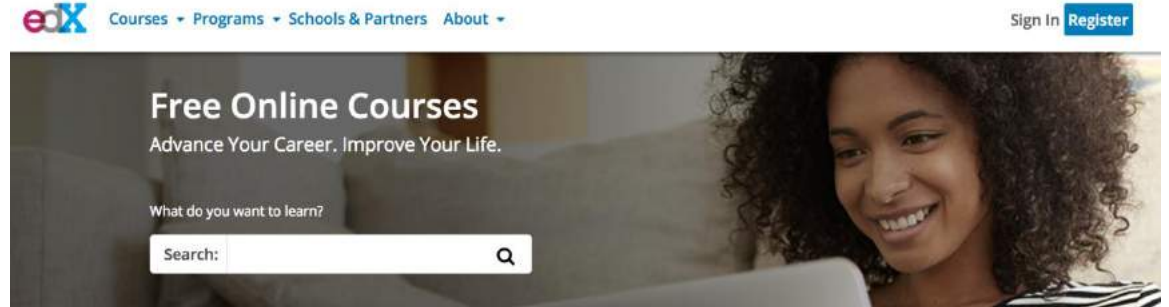 edX Courses Programs Schools & Partners About Sign In Register
Free Online Courses
Advance Your Career. Improve Your Life.
What do you want to learn?
Search: